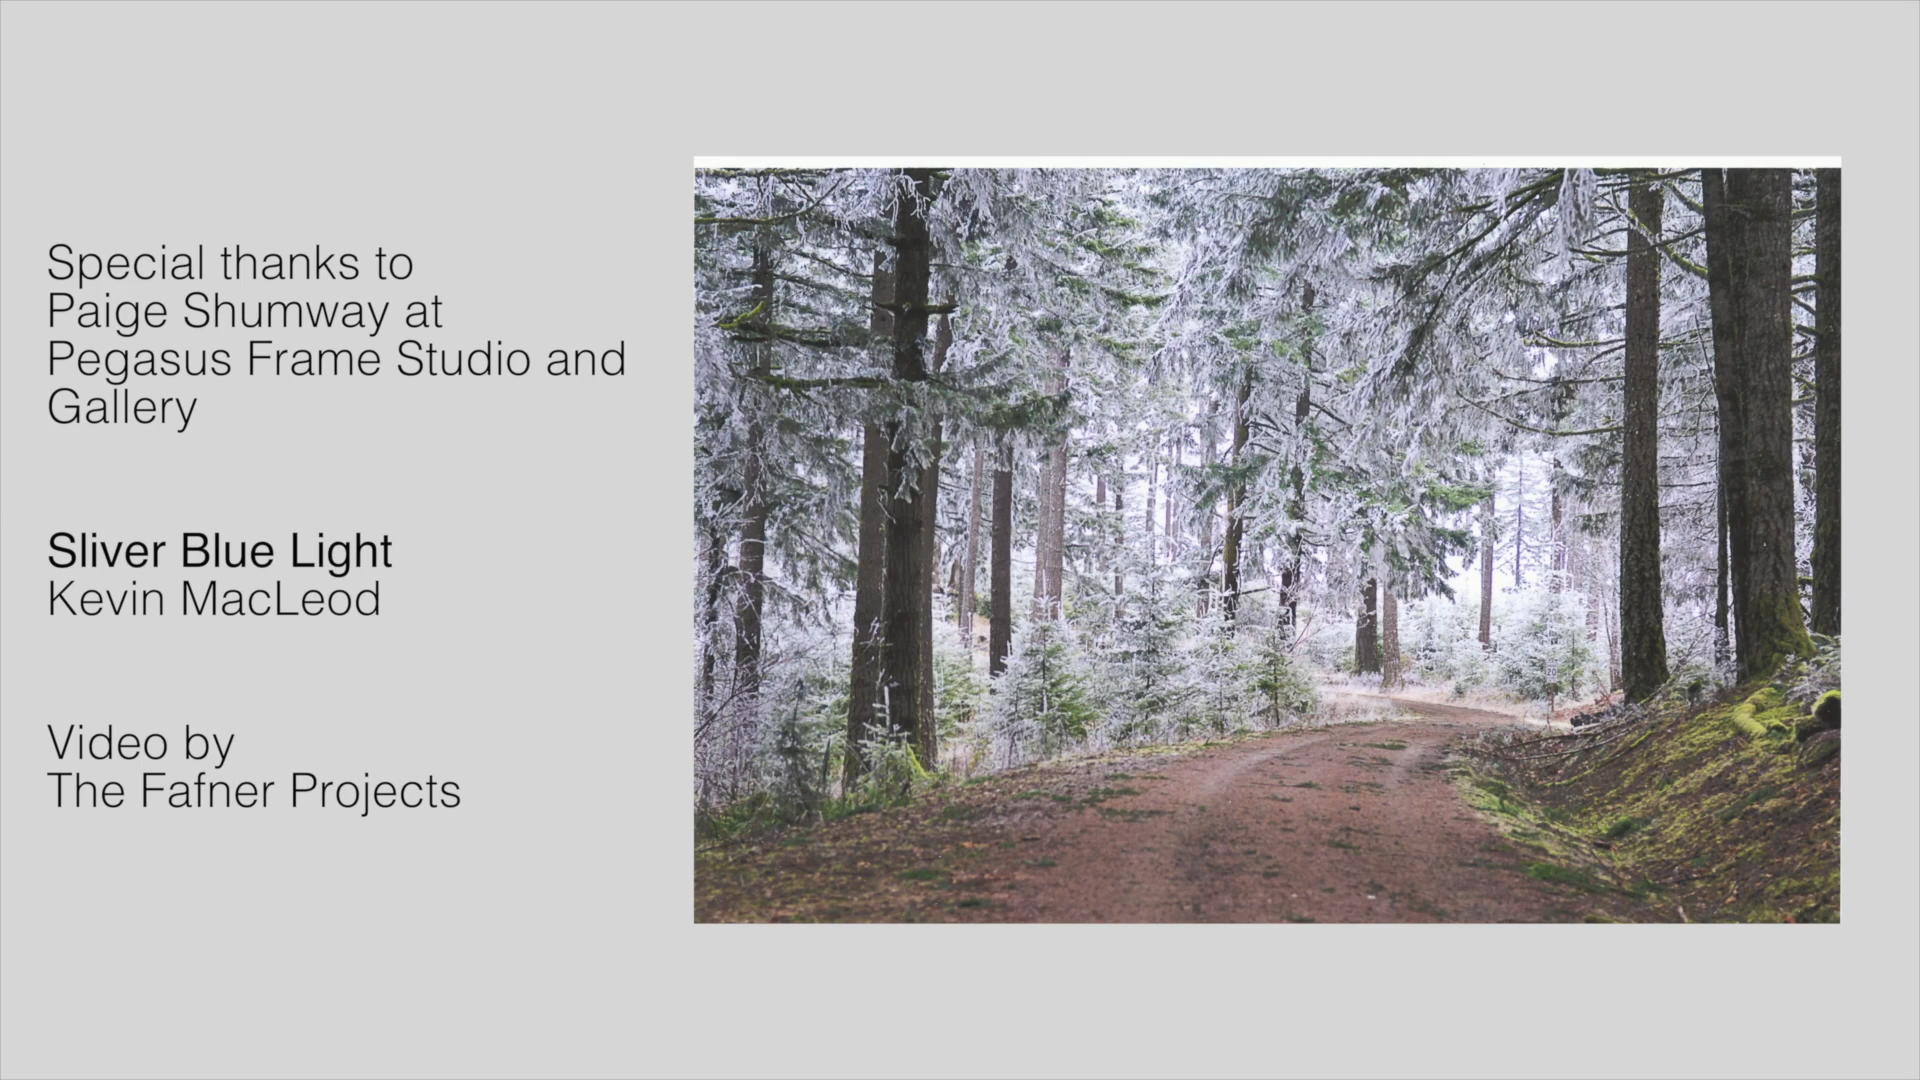 Special thanks to
Paige Shumway at
Pegasus Frame Studio and
Gallery
Sliver Blue Light
Kevin MacLeod
Video by
The Fafner Projects